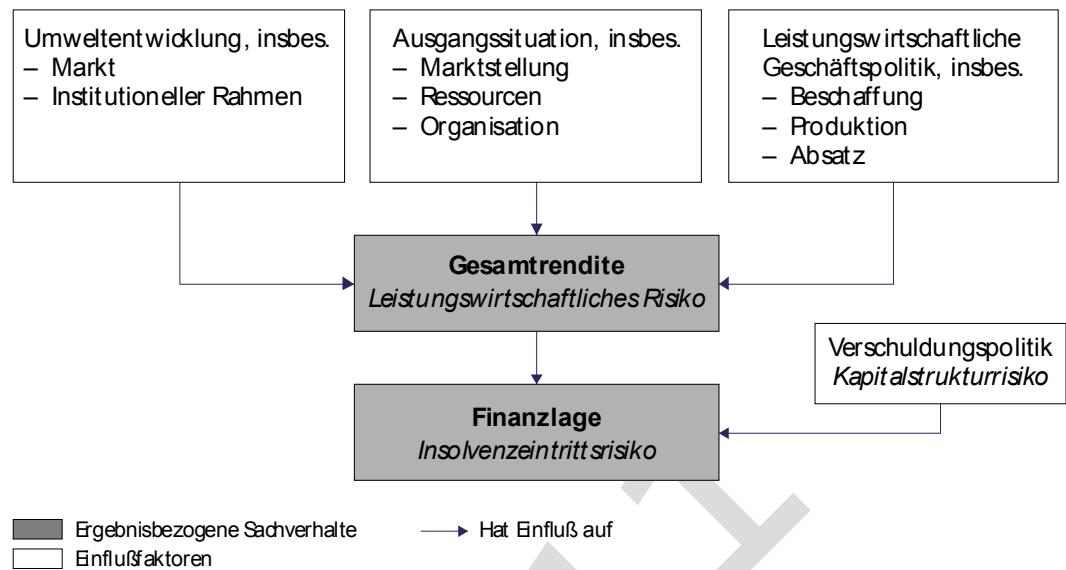 Umweltentwicklung, insbes.
– Markt
– Institutioneller Rahmen
Ausgangssituation, insbes.
– Marktstellung
– Ressourcen
– Organisation
Leistungswirtschaftliche
Geschäftspolitik, insbes.
– Beschaffung
– Produktion
– Absatz
Gesamtrendite
Leistungswirtschaftliches Risiko
Verschuldungspolitik
Kapitalstrukturrisiko
Finanzlage
Insolvenzeintrittsrisiko
Ergebnisbezogene Sachverhalte
Hat Einfluß auf
Einflußfaktoren